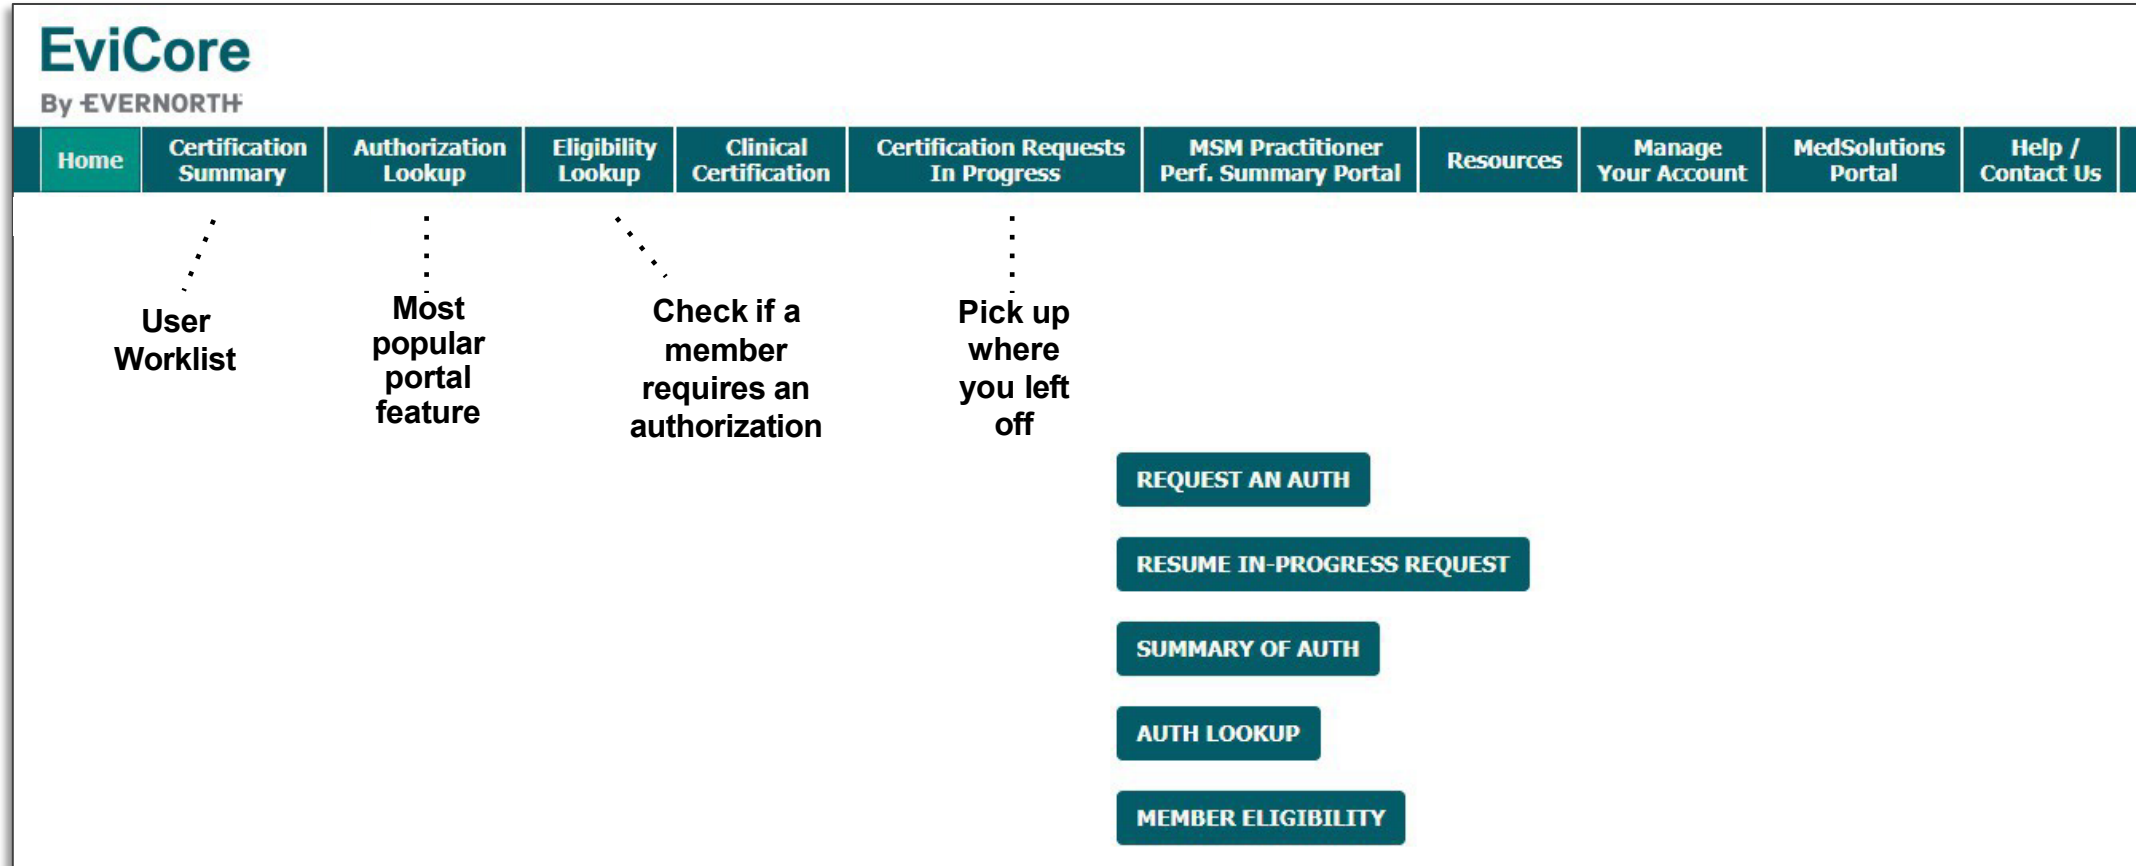 EviCore
By EVERNORTH
Home
Certification
Summary
Authorization
Lookup
Eligibility
Lookup
Clinical
Certification
Certification Requests
In Progress
MSM Practitioner
Perf. Summary Portal
Resources
Manage
Your Account
MedSolutions
Portal
Help /
Contact Us
User
Worklist
Most
popular
portal
feature
Check if a
member
requires an
authorization
Pick up
where
you left
off
REQUEST AN AUTH
RESUME IN-PROGRESS REQUEST
SUMMARY OF AUTH
AUTH LOOKUP
MEMBER ELIGIBILITY